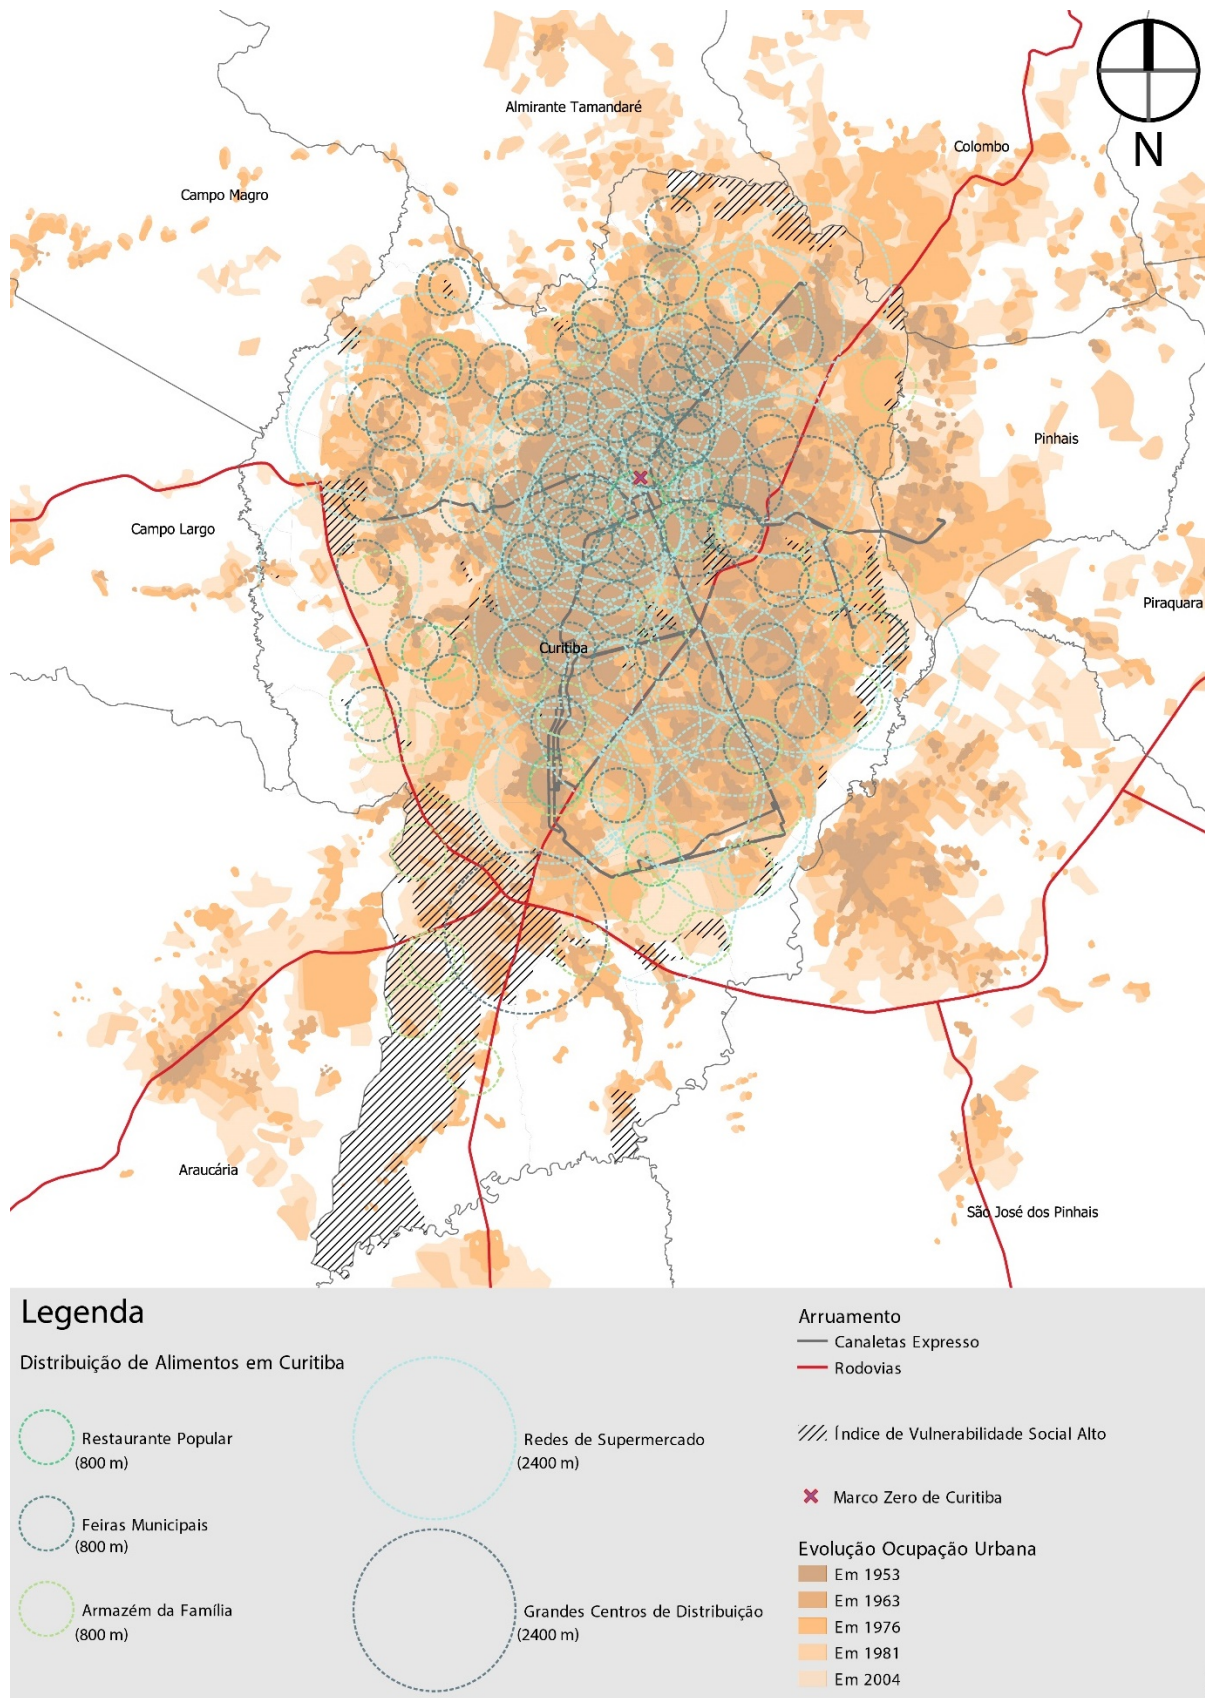 Almirante Tamandaré
Colombo
N
Campo Magro
Pinhais
Campo Largo
Piraquara
Curitiba
Araucária
São José dos Pinhais
Legenda
Distribuição de Alimentos em Curitiba
Restaurante Popular
(800 m)
Feiras Municipais
(800 m)
Armazém da Família
(800 m)
Redes de Supermercado
(2400 m)
Grandes Centros de Distribuição
(2400 m)
Arruamento
Canaletas Expresso
Rodovias
Índice de Vulnerabilidade Social Alto
Marco Zero de Curitiba
Evolução Ocupação Urbana
Em 1953
Em 1963
Em 1976
Em 1981
Em 2004